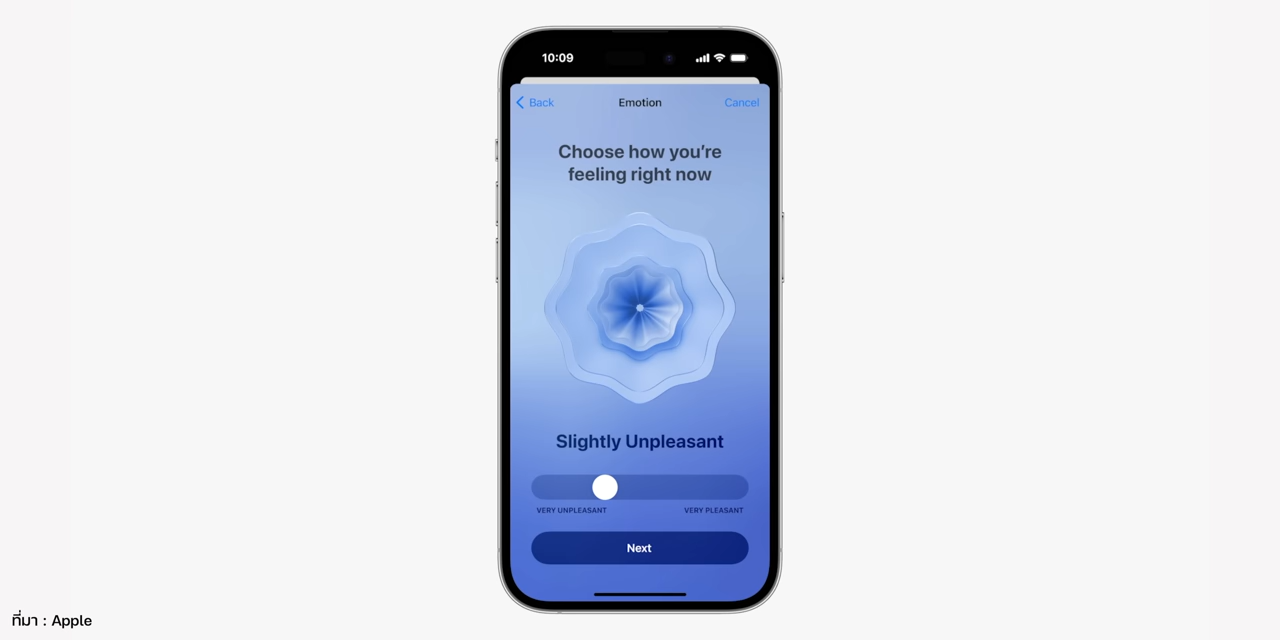 10:09
Back
Emotion
Cancel
Choose how you’re
feeling right now
Slightly Unpleasant
VERY UNPLEASANT
VERY PLEASANT
Next
ที่มา : Apple